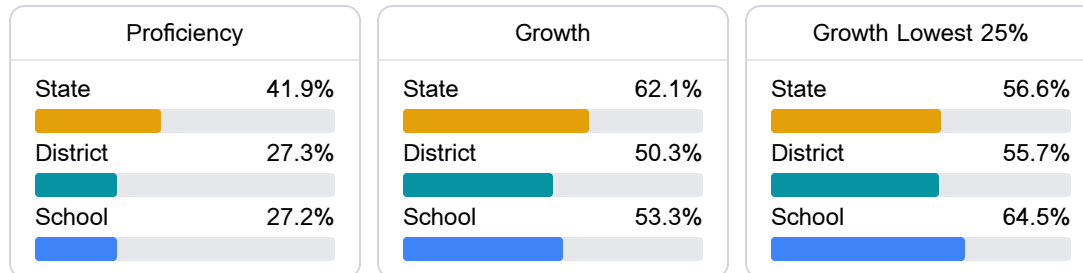 Proficiency
State 41.9%
District 27.3%
School 27.2%
Growth
State 62.1%
District 50.3%
School 53.3%
Growth Lowest 25%
State 56.6%
District 55.7%
School 64.5%